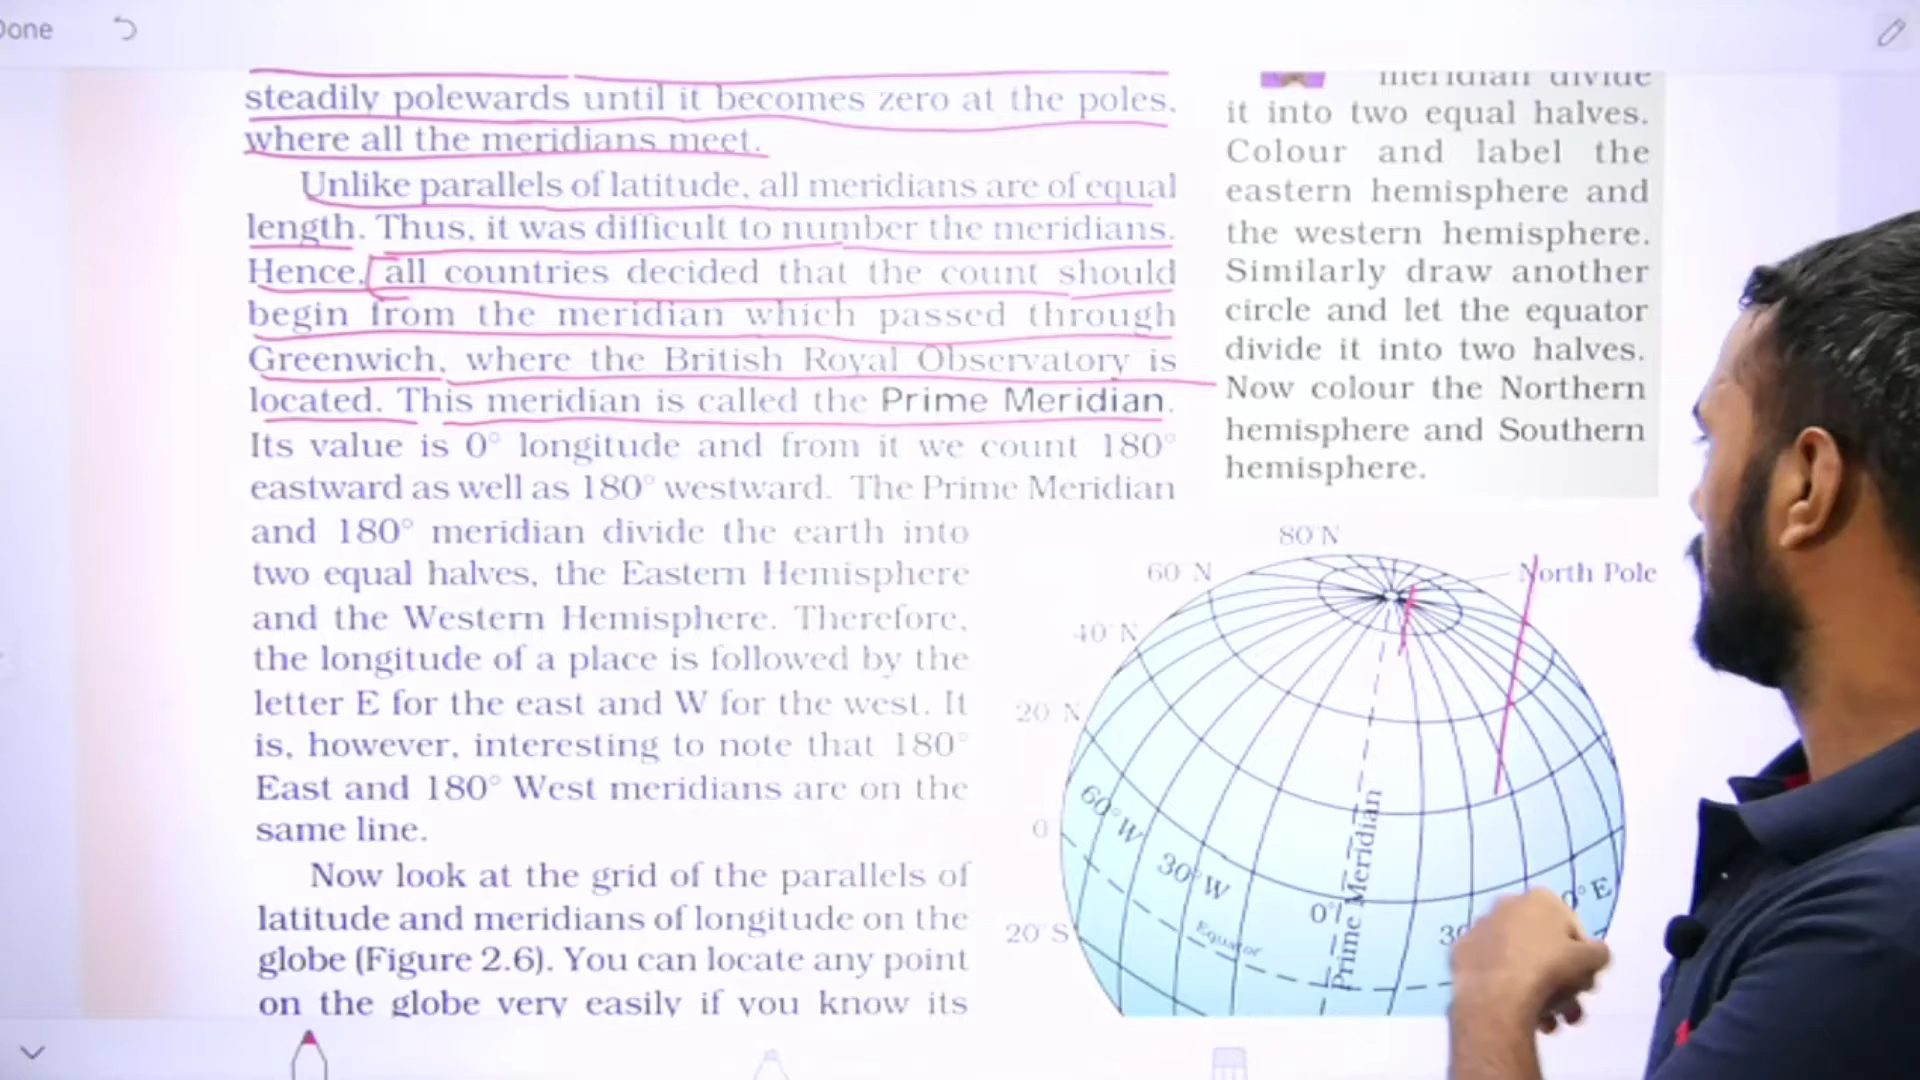 Done
steadily polewards until it becomes zero at the poles,
where all the meridians meet.
Unlike parallels of latitude, all meridians are of equal
length. Thus, it was difficult to number the meridians.
Hence, all countries decided that the count should
begin from the meridian which passed through
Greenwich, where the British Royal Observatory is
located. This meridian is called the Prime Meridian.
Its value is 0° longitude and from it we count 180°
eastward as well as 180° westward. The Prime Meridian
and 180° meridian divide the earth into
two equal halves, the Eastern Hemisphere
and the Western Hemisphere. Therefore,
the longitude of a place is followed by the
letter E for the east and W for the west. It
is, however, interesting to note that 180°
East and 180° West meridians are on the
same line.
Now look at the grid of the parallels of
latitude and meridians of longitude on the
globe (Figure 2.6). You can locate any point
on the globe very easily if you know its
meridian divide
it into two equal halves.
Colour and label the
eastern hemisphere and
the western hemisphere.
Similarly draw another
circle and let the equator
divide it into two halves.
Now colour the Northern
hemisphere and Southern
hemisphere.
80°N
60°N
North Pole
40°N
20°N
0
20°S
60°W
30°W
0°
Equator
Prime Meridian